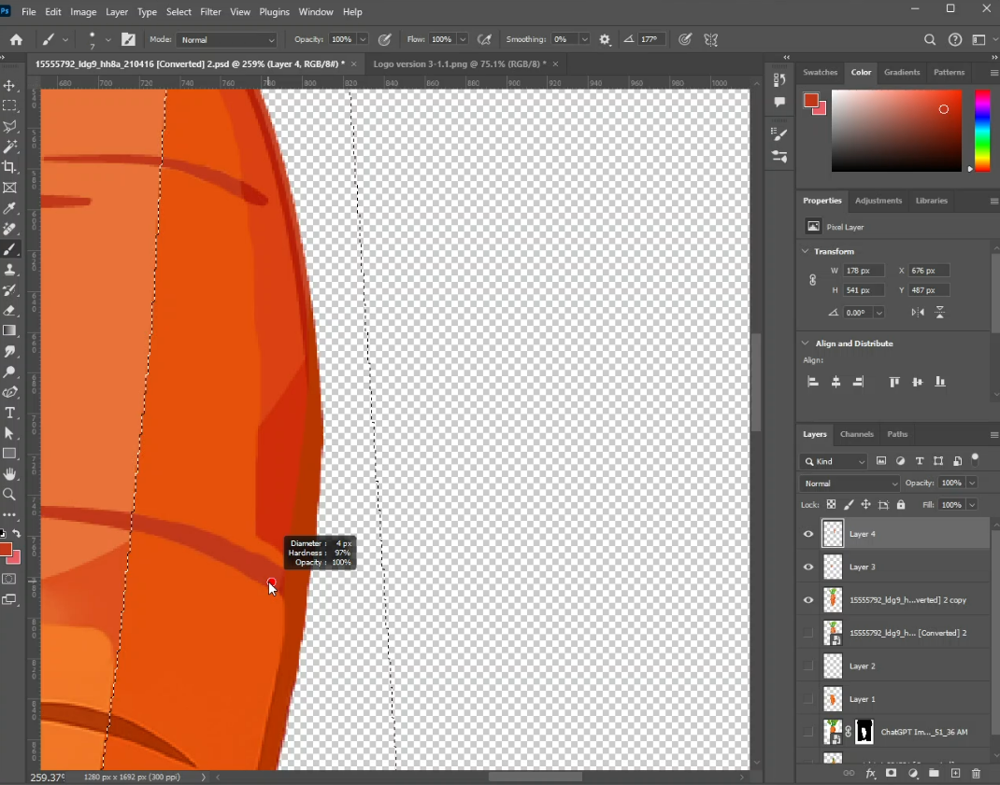 Ps File Edit Image Layer Type Select Filter View Plugins Window Help
7 Mode: Normal Opacity: 100% Flow: 100% Smoothing: 0% 177°
15555792_ldg9_hh8a_210416 [Converted] 2.psd @ 259% (Layer 4, RGB/8#) * × Logo version 3-1.1.png @ 75.1% (RGB/8) * ×
680 700 720 740 760 780 800 820 840 860 880 900 920 940 960 980 1000
Swatches Color Gradients Patterns
Properties Adjustments Libraries
Pixel Layer
Transform
W 178 px X 676 px
H 541 px Y 487 px
0.00°
Align and Distribute
Align:
Layers Channels Paths
Kind
Normal Opacity: 100%
Lock: Fill: 100%
Layer 4
Layer 3
15555792_ldg9_h...verted] 2 copy
15555792_ldg9_h... [Converted] 2
Layer 2
Layer 1
ChatGPT Im..._51_36 AM
Diameter : 4 px
Hardness : 97%
Opacity : 100%
259.37% 1280 px x 1692 px (300 ppi)